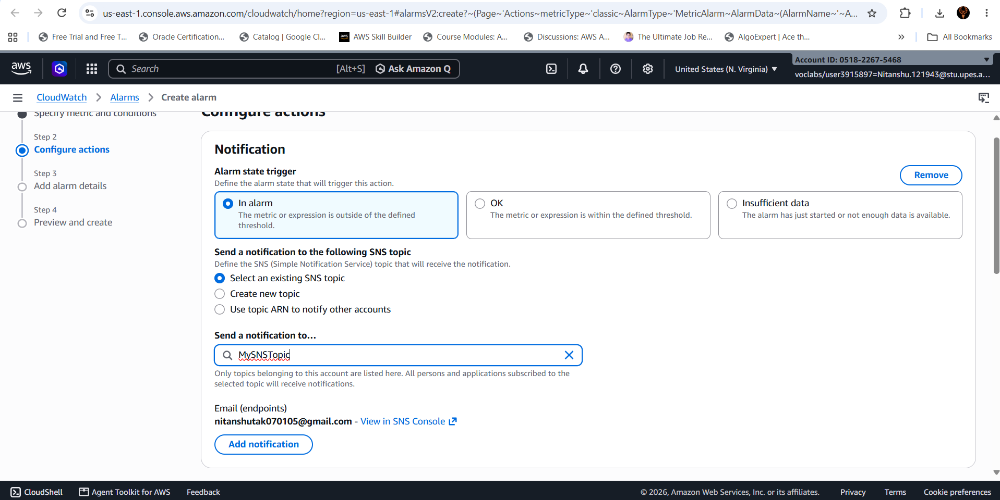 us-east-1.console.aws.amazon.com/cloudwatch/home?region=us-east-1#alarmsV2:create?~(Page~'Actions~metricType~'classic~AlarmType~'MetricAlarm~AlarmData~(AlarmName~'~A...
Free Trial and Free T... Oracle Certification... Catalog | Google Cl... aws AWS Skill Builder Course Modules: A... Discussions: AWS A... The Ultimate Job Re... AlgoExpert | Ace th... » All Bookmarks
aws Search [Alt+S] Ask Amazon Q United States (N. Virginia) Account ID: 0518-2267-5468
voclabs/user3915897=Nitanshu.121943@stu.upes.a...
CloudWatch Alarms Create alarm
Specify metric and conditions
Step 2
Configure actions
Step 3
Add alarm details
Step 4
Preview and create
Configure actions
Notification
Alarm state trigger
Define the alarm state that will trigger this action.
Remove
In alarm
The metric or expression is outside of the defined
threshold.
OK
The metric or expression is within the defined threshold.
Insufficient data
The alarm has just started or not enough data is available.
Send a notification to the following SNS topic
Define the SNS (Simple Notification Service) topic that will receive the notification.
Select an existing SNS topic
Create new topic
Use topic ARN to notify other accounts
Send a notification to...
MySNSTopic
Only topics belonging to this account are listed here. All persons and applications subscribed to the
selected topic will receive notifications.
Email (endpoints)
nitanshutak070105@gmail.com - View in SNS Console
Add notification
CloudShell Agent Toolkit for AWS Feedback © 2026, Amazon Web Services, Inc. or its affiliates. Privacy Terms Cookie preferences